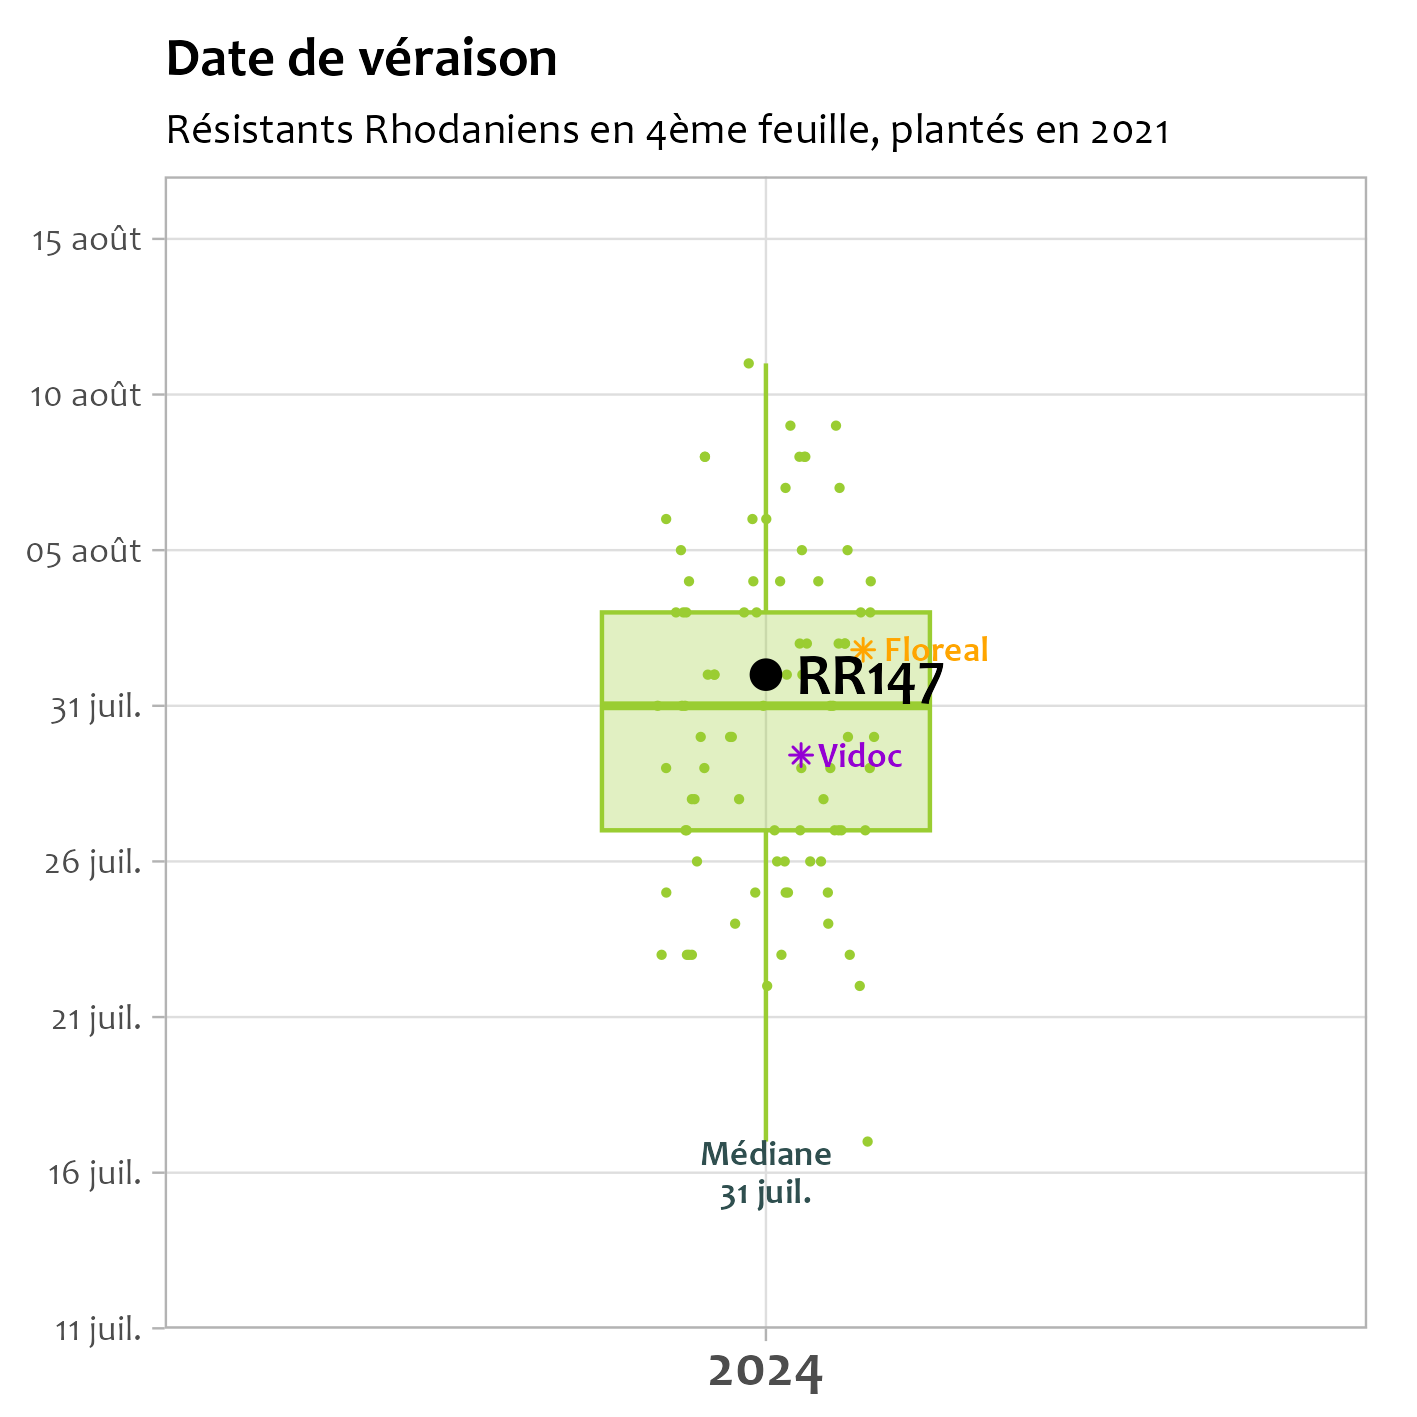 Date de véraison
Résistants Rhodaniens en 4ème feuille, plantés en 2021
15 août
10 août
05 août
31 juil.
26 juil.
21 juil.
16 juil.
11 juil.
Floreal
RR147
Vidoc
Médiane
31 juil.
2024